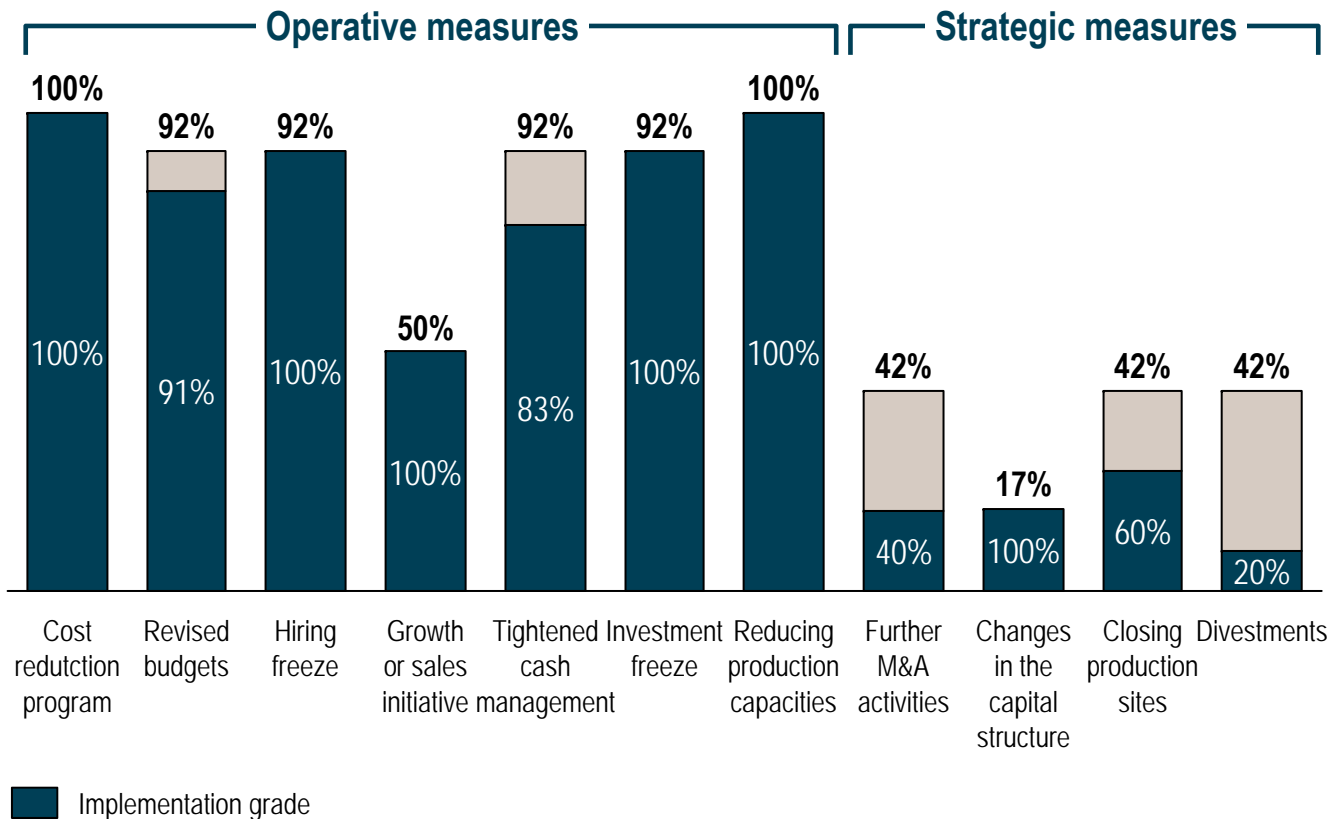 Operative measures
Strategic measures
100%
92%
92%
50%
92%
92%
100%
42%
17%
42%
42%
100%
91%
100%
100%
83%
100%
100%
40%
100%
60%
20%
Cost
redutction
program
Revised
budgets
Hiring
freeze
Growth
or sales
initiative
Tightened
cash
management
Investment
freeze
Reducing
production
capacities
Further
M&A
activities
Changes
in the
capital
structure
Closing
production
sites
Divestments
Implementation grade